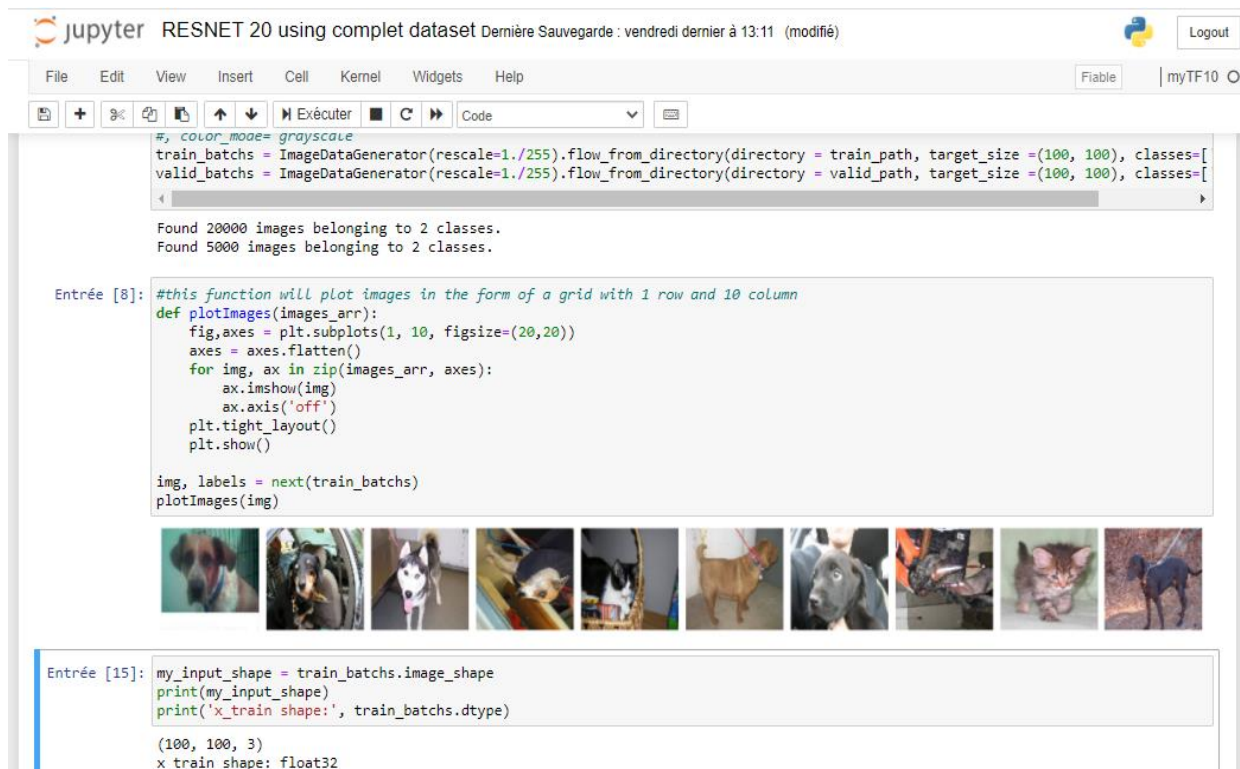 jupyter RESNET 20 using complet dataset Dernière Sauvegarde : vendredi dernier à 13:11 (modifié)
Logout
File Edit View Insert Cell Kernel Widgets Help
Fiable
myTF10
Exécuter
Code
#, color_mode= grayscale
train_batchs = ImageDataGenerator(rescale=1./255).flow_from_directory(directory = train_path, target_size =(100, 100), classes=[
valid_batchs = ImageDataGenerator(rescale=1./255).flow_from_directory(directory = valid_path, target_size =(100, 100), classes=[
Found 20000 images belonging to 2 classes.
Found 5000 images belonging to 2 classes.
Entrée [8]: #this function will plot images in the form of a grid with 1 row and 10 column
def plotImages(images_arr):
    fig,axes = plt.subplots(1, 10, figsize=(20,20))
    axes = axes.flatten()
    for img, ax in zip(images_arr, axes):
        ax.imshow(img)
        ax.axis('off')
    plt.tight_layout()
    plt.show()
img, labels = next(train_batchs)
plotImages(img)
Entrée [15]: my_input_shape = train_batchs.image_shape
print(my_input_shape)
print('x_train shape:', train_batchs.dtype)
(100, 100, 3)
x_train shape: float32